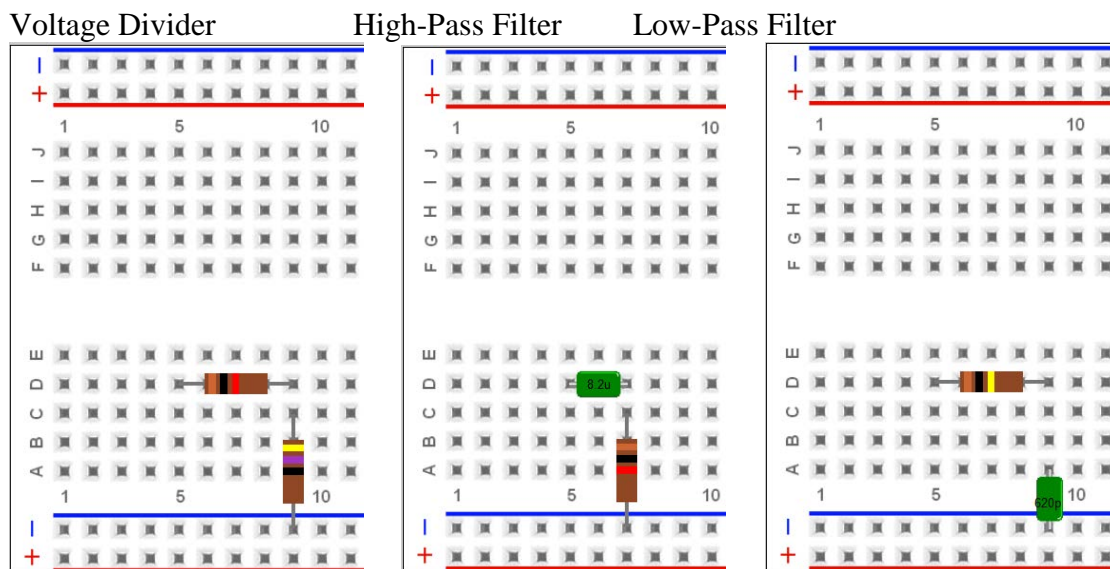 Voltage Divider High-Pass Filter Low-Pass Filter
− − −
+ + +
1 5 10 1 5 10 1 5 10
J J J
I I I
H H H
G G G
F F F
E E E
D D 8.2u D
C C C
B B B
A A A
1 5 10 1 5 10 1 5 10
620p
− − −
+ + +